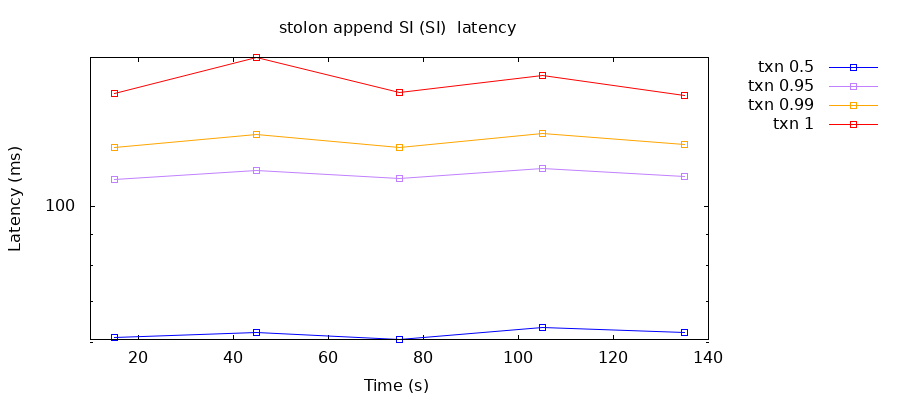 stolon append SI (SI)  latency
txn 0.5
txn 0.95
txn 0.99
txn 1
Latency (ms)
100
20 40 60 80 100 120 140
Time (s)